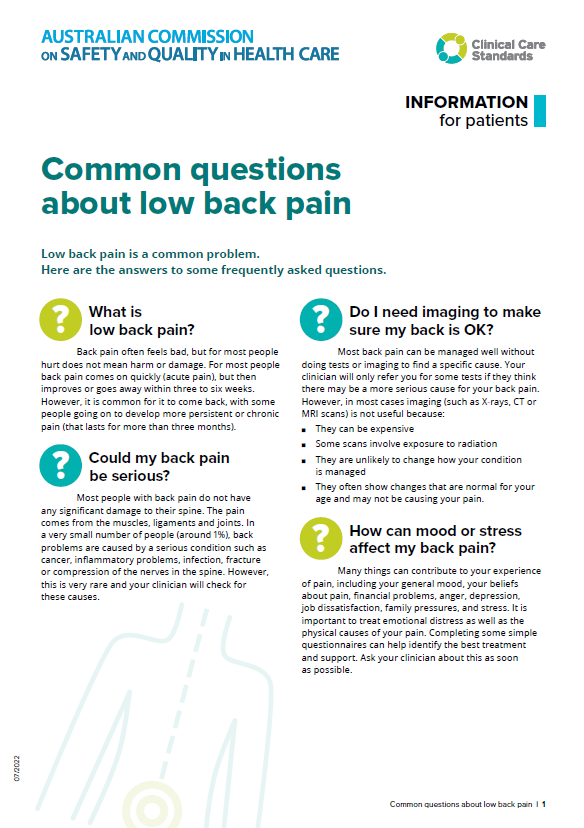 AUSTRALIAN COMMISSION
ON SAFETY AND QUALITY IN HEALTH CARE
Clinical Care
Standards
INFORMATION
for patients
Common questions
about low back pain
Low back pain is a common problem.
Here are the answers to some frequently asked questions.
?
What is
low back pain?
Back pain often feels bad, but for most people
hurt does not mean harm or damage. For most people
back pain comes on quickly (acute pain), but then
improves or goes away within three to six weeks.
However, it is common for it to come back, with some
people going on to develop more persistent or chronic
pain (that lasts for more than three months).
?
Could my back pain
be serious?
Most people with back pain do not have
any significant damage to their spine. The pain
comes from the muscles, ligaments and joints. In
a very small number of people (around 1%), back
problems are caused by a serious condition such as
cancer, inflammatory problems, infection, fracture
or compression of the nerves in the spine. However,
this is very rare and your clinician will check for
these causes.
?
Do I need imaging to make
sure my back is OK?
Most back pain can be managed well without
doing tests or imaging to find a specific cause. Your
clinician will only refer you for some tests if they think
there may be a more serious cause for your back pain.
However, in most cases imaging (such as X-rays, CT or
MRI scans) is not useful because:
▪ They can be expensive
▪ Some scans involve exposure to radiation
▪ They are unlikely to change how your condition
is managed
▪ They often show changes that are normal for your
age and may not be causing your pain.
?
How can mood or stress
affect my back pain?
Many things can contribute to your experience
of pain, including your general mood, your beliefs
about pain, financial problems, anger, depression,
job dissatisfaction, family pressures, and stress. It is
important to treat emotional distress as well as the
physical causes of your pain. Completing some simple
questionnaires can help identify the best treatment
and support. Ask your clinician about this as soon
as possible.
07/2022
Common questions about low back pain | 1